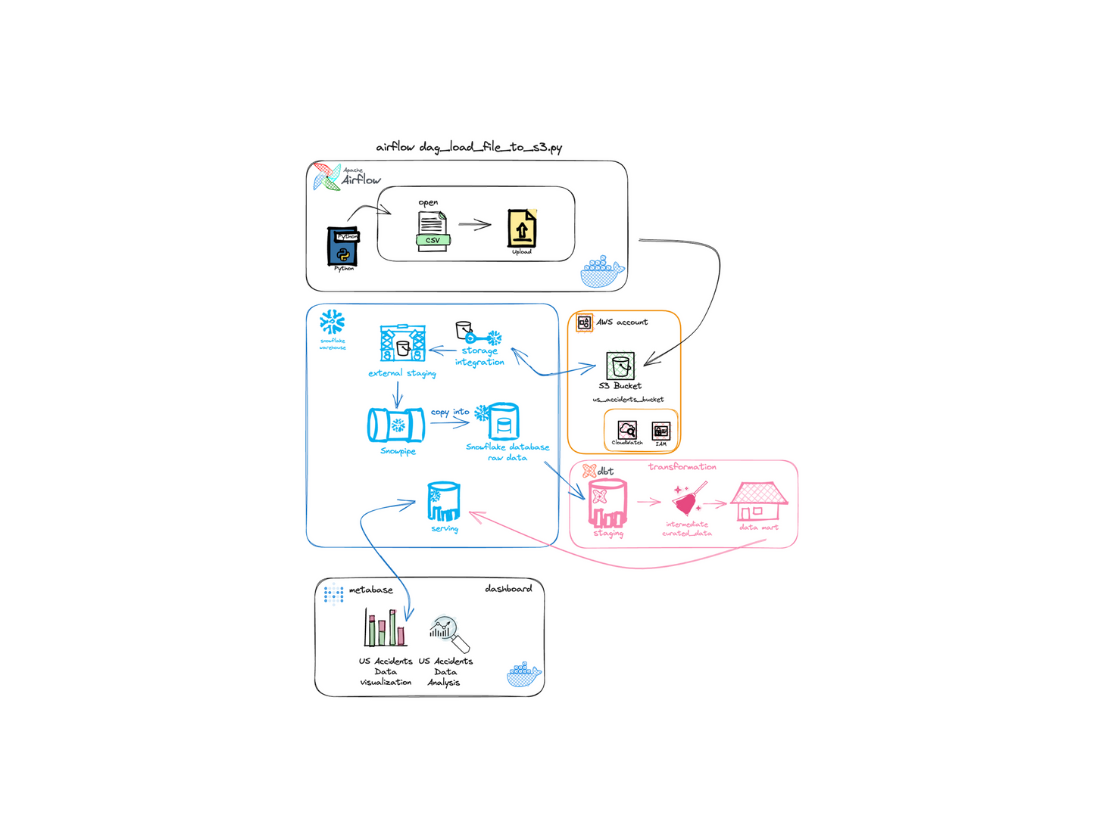 airflow dag_load_file_to_s3.py
Apache
Airflow
open
CSV
Upload
Python
Python
snowflake
warehouse
external staging
storage
integration
AWS account
S3 Bucket
us_accidents_bucket
CloudWatch
IAM
Snowpipe
copy into
Snowflake database
raw data
serving
dbt
transformation
staging
intermediate
curated_data
data mart
metabase
dashboard
US Accidents
Data
visualization
US Accidents
Data
Analysis